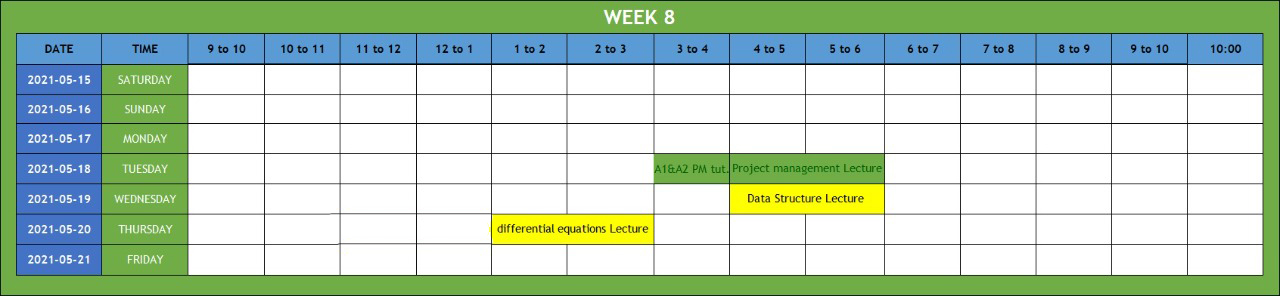 WEEK 8
DATE TIME 9 to 10 10 to 11 11 to 12 12 to 1 1 to 2 2 to 3 3 to 4 4 to 5 5 to 6 6 to 7 7 to 8 8 to 9 9 to 10 10:00
2021-05-15 SATURDAY
2021-05-16 SUNDAY
2021-05-17 MONDAY
2021-05-18 TUESDAY A1&A2 PM tut. Project management Lecture
2021-05-19 WEDNESDAY Data Structure Lecture
2021-05-20 THURSDAY differential equations Lecture
2021-05-21 FRIDAY